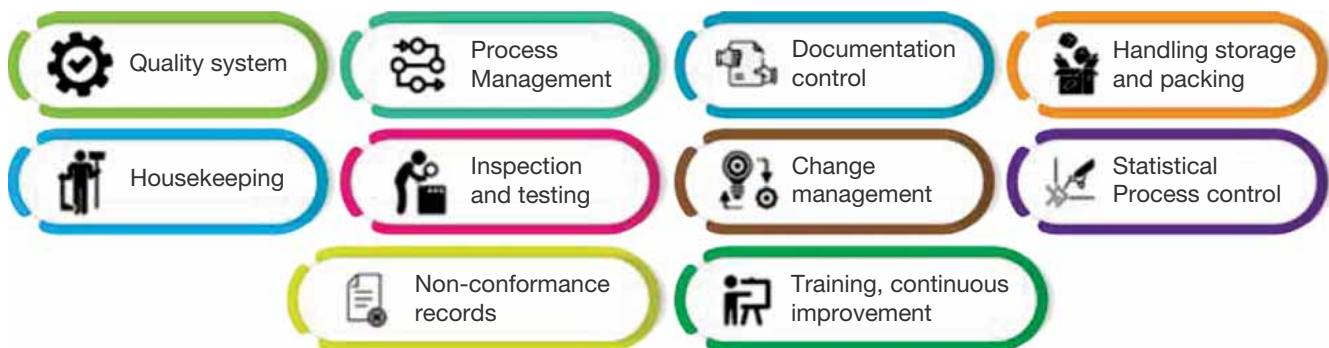 Quality system
Process
Management
Documentation
control
Handling storage
and packing
Housekeeping
Inspection
and testing
Change
management
Statistical
Process control
Non-conformance
records
Training, continuous
improvement